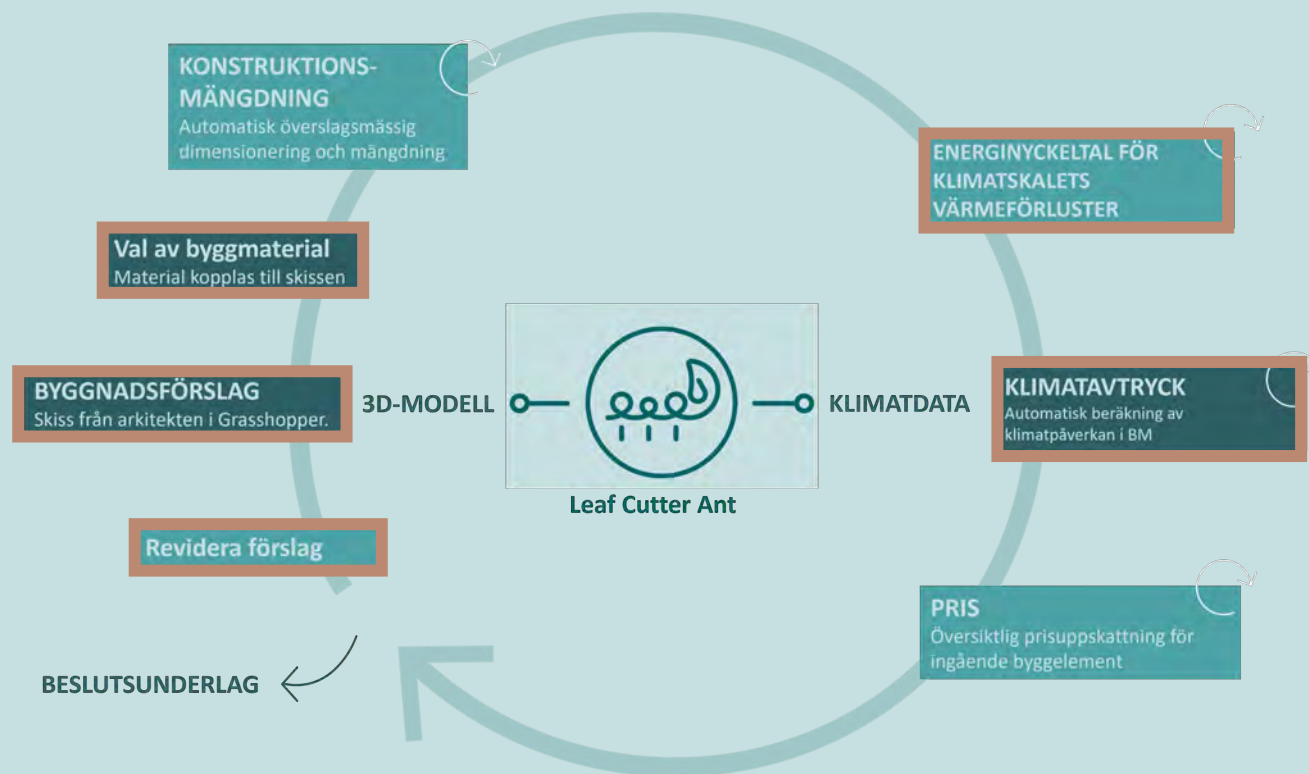 KONSTRUKTIONS-
MÄNGDNING
Automatisk överslagsmässig
dimensionering och mängdning
ENERGINYCKELTAL FÖR
KLIMATSKALETS
VÄRMEFÖRLUSTER
Val av byggmaterial
Material kopplas till skissen
BYGGNADSFÖRSLAG
Skiss från arkitekten i Grasshopper.
3D-MODELL
KLIMATDATA
KLIMATAVTRYCK
Automatisk beräkning av
klimatpåverkan i BM
Leaf Cutter Ant
Revidera förslag
PRIS
Översiktlig prisuppskattning för
ingående byggelement
BESLUTSUNDERLAG